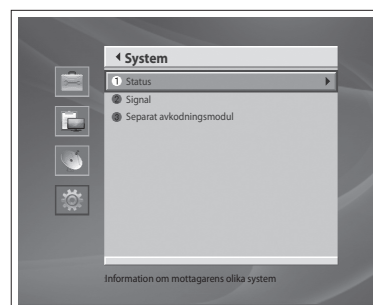 System
1 Status
2 Signal
3 Separat avkodningsmodul
Information om mottagarens olika system